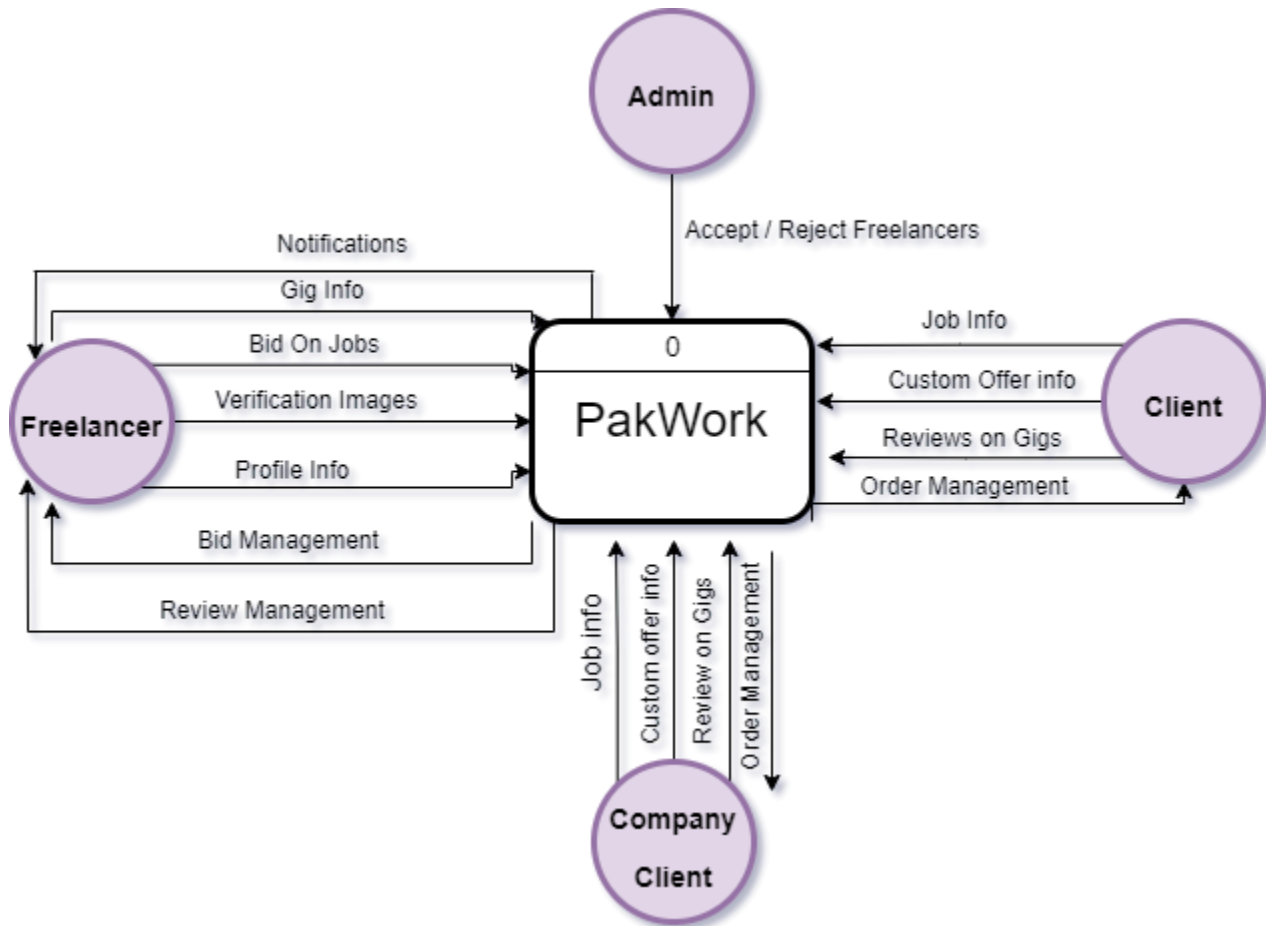 Admin
Accept / Reject Freelancers
Notifications
Gig Info
Bid On Jobs
Verification Images
Profile Info
Bid Management
Review Management
Freelancer
0
PakWork
Job Info
Custom Offer info
Reviews on Gigs
Order Management
Client
Job info
Custom offer info
Review on Gigs
Order Management
Company
Client